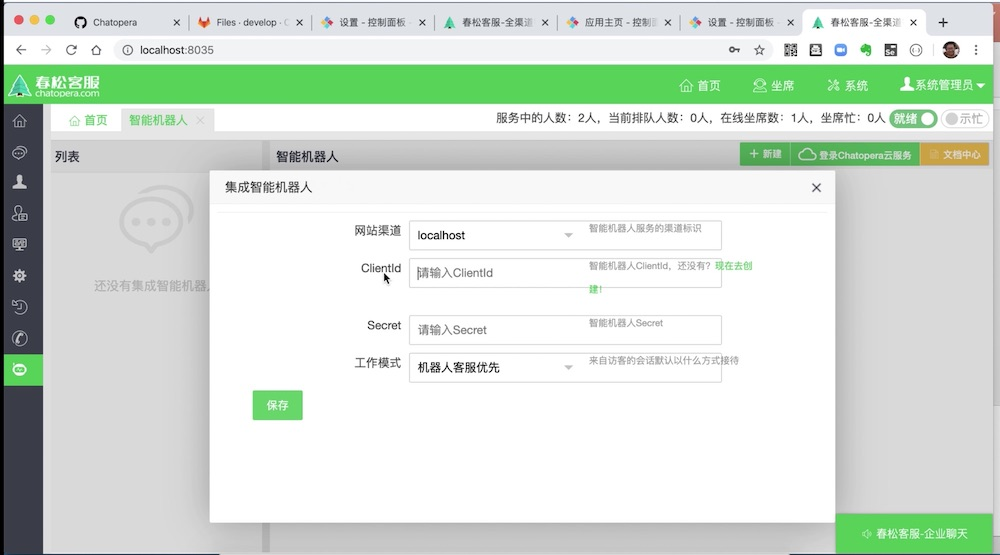 Chatopera
Files · develop · C
设置 - 控制面板 -
春松客服-全渠道
应用主页 - 控制面
设置 - 控制面板 -
春松客服-全渠道
localhost:8035
春松客服
chatopera.com
首页
坐席
系统
系统管理员
首页
智能机器人
服务中的人数：2人，当前排队人数：0人，在线坐席数：1人，坐席忙：0人
就绪
示忙
列表
智能机器人
新建
登录Chatopera云服务
文档中心
还没有集成智能机器人
集成智能机器人
网站渠道
localhost
智能机器人服务的渠道标识
ClientId
请输入ClientId
智能机器人ClientId，还没有？现在去创
建！
Secret
请输入Secret
智能机器人Secret
工作模式
机器人客服优先
来自访客的会话默认以什么方式接待
保存
春松客服-企业聊天